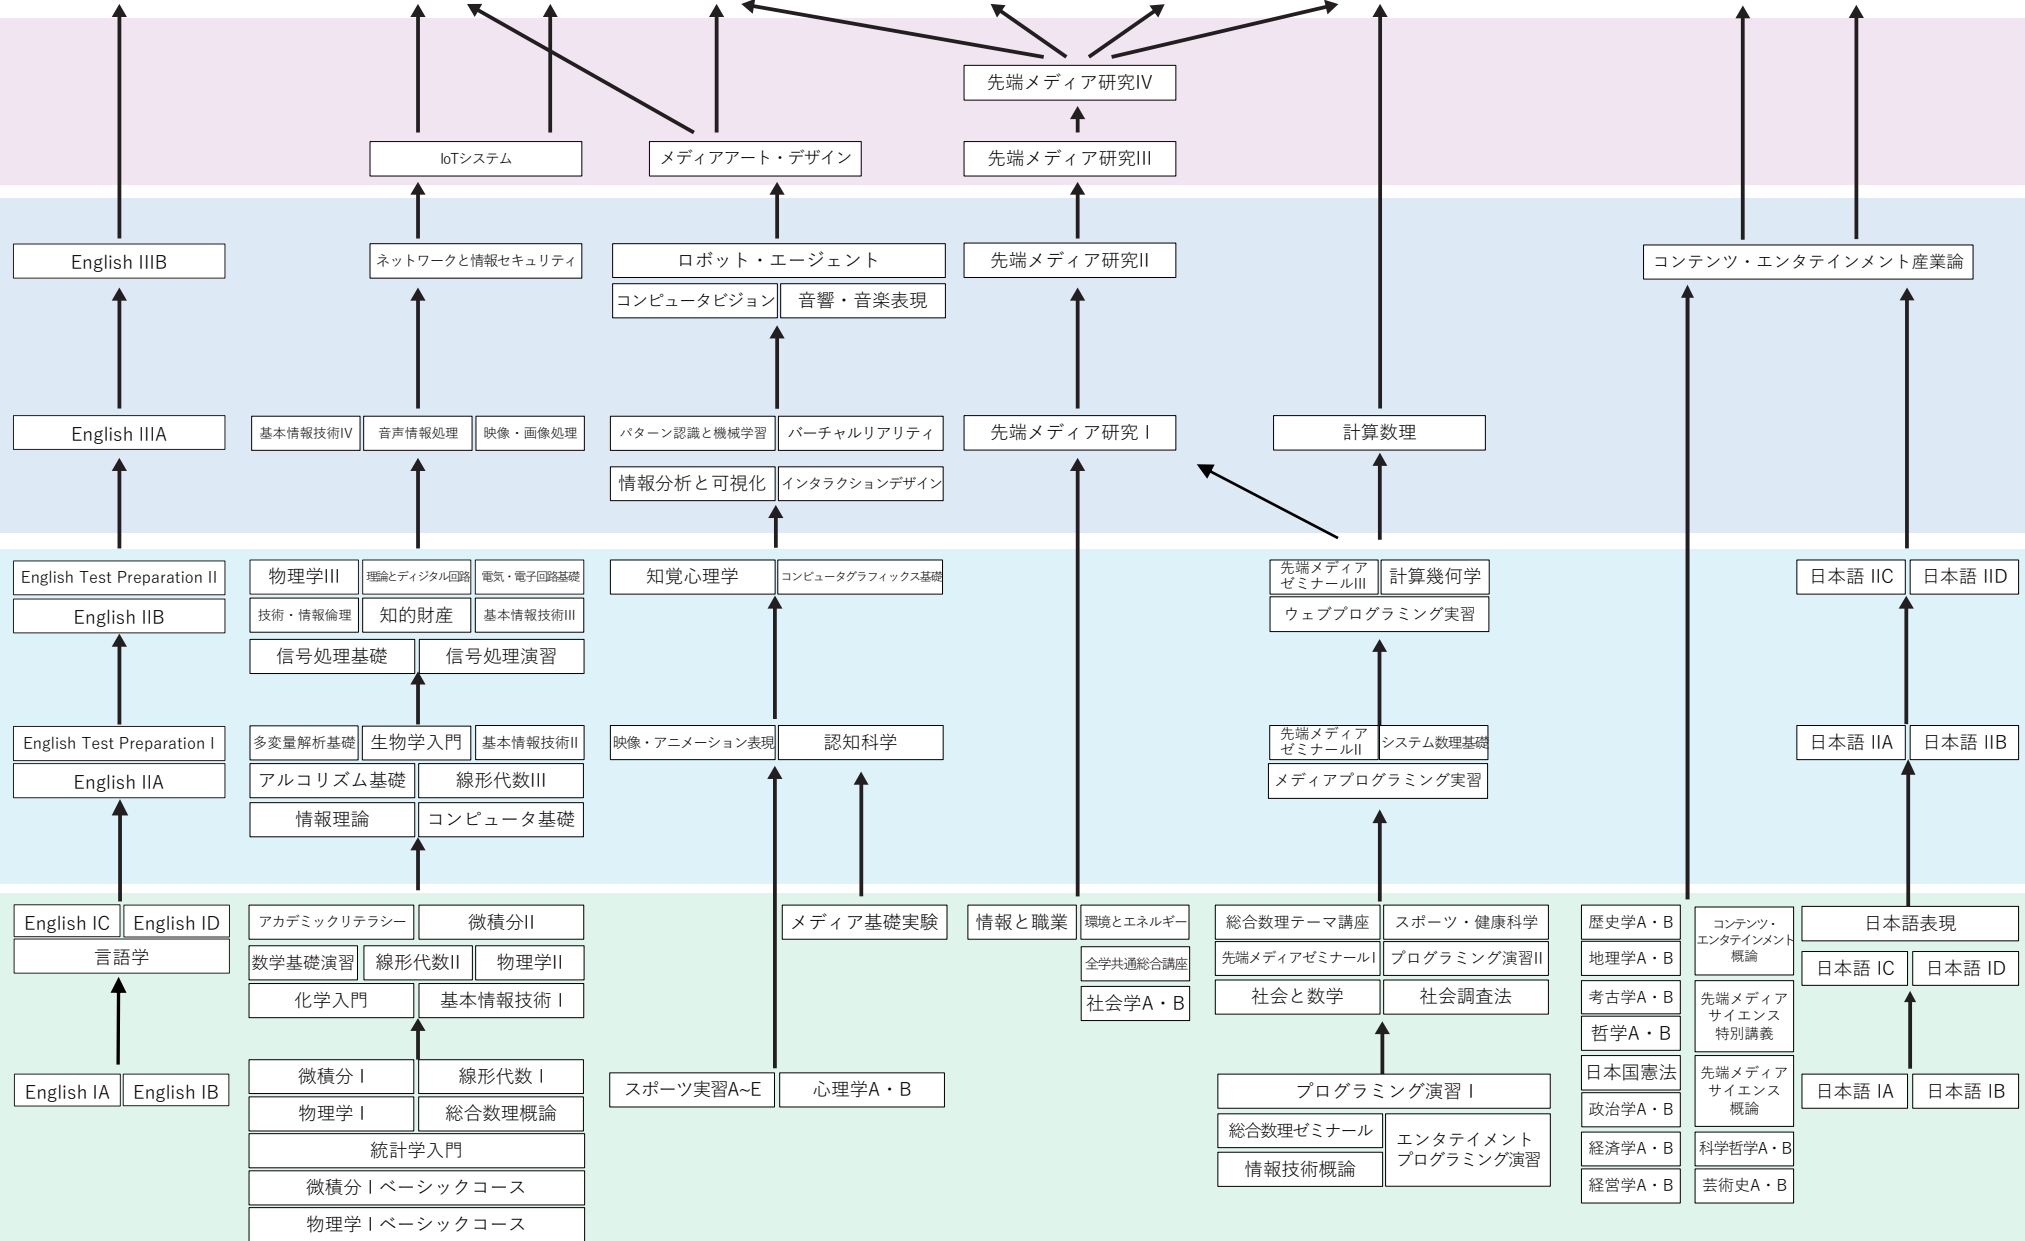 先端メディア研究IV
IoTシステム
メディアアート・デザイン
先端メディア研究III
English IIIB
ネットワークと情報セキュリティ
ロボット・エージェント
先端メディア研究II
コンテンツ・エンタテインメント産業論
コンピュータビジョン
音響・音楽表現
English IIIA
基本情報技術IV
音声情報処理
映像・画像処理
パターン認識と機械学習
バーチャルリアリティ
先端メディア研究 I
計算数理
情報分析と可視化
インタラクションデザイン
English Test Preparation II
物理学III
理論とディジタル回路
電気・電子回路基礎
知覚心理学
コンピュータグラフィックス基礎
先端メディア
ゼミナールIII
計算幾何学
日本語 IIC
日本語 IID
English IIB
技術・情報倫理
知的財産
基本情報技術III
ウェブプログラミング実習
信号処理基礎
信号処理演習
English Test Preparation I
多変量解析基礎
生物学入門
基本情報技術II
映像・アニメーション表現
認知科学
先端メディア
ゼミナールII
システム数理基礎
日本語 IIA
日本語 IIB
English IIA
アルコリズム基礎
線形代数III
メディアプログラミング実習
情報理論
コンピュータ基礎
English IC
English ID
アカデミックリテラシー
微積分II
メディア基礎実験
情報と職業
環境とエネルギー
総合数理テーマ講座
スポーツ・健康科学
歴史学A・B
コンテンツ・
エンタテインメント
概論
日本語表現
言語学
数学基礎演習
線形代数II
物理学II
全学共通総合講座
先端メディアゼミナール I
プログラミング演習II
地理学A・B
日本語 IC
日本語 ID
化学入門
基本情報技術 I
社会学A・B
社会と数学
社会調査法
考古学A・B
先端メディア
サイエンス
特別講義
哲学A・B
English IA
English IB
微積分 I
線形代数 I
スポーツ実習A~E
心理学A・B
プログラミング演習 I
日本国憲法
先端メディア
サイエンス
概論
日本語 IA
日本語 IB
物理学 I
総合数理概論
総合数理ゼミナール
エンタテイメント
プログラミング演習
政治学A・B
統計学入門
情報技術概論
経済学A・B
科学哲学A・B
微積分 I ベーシックコース
経営学A・B
芸術史A・B
物理学 I ベーシックコース